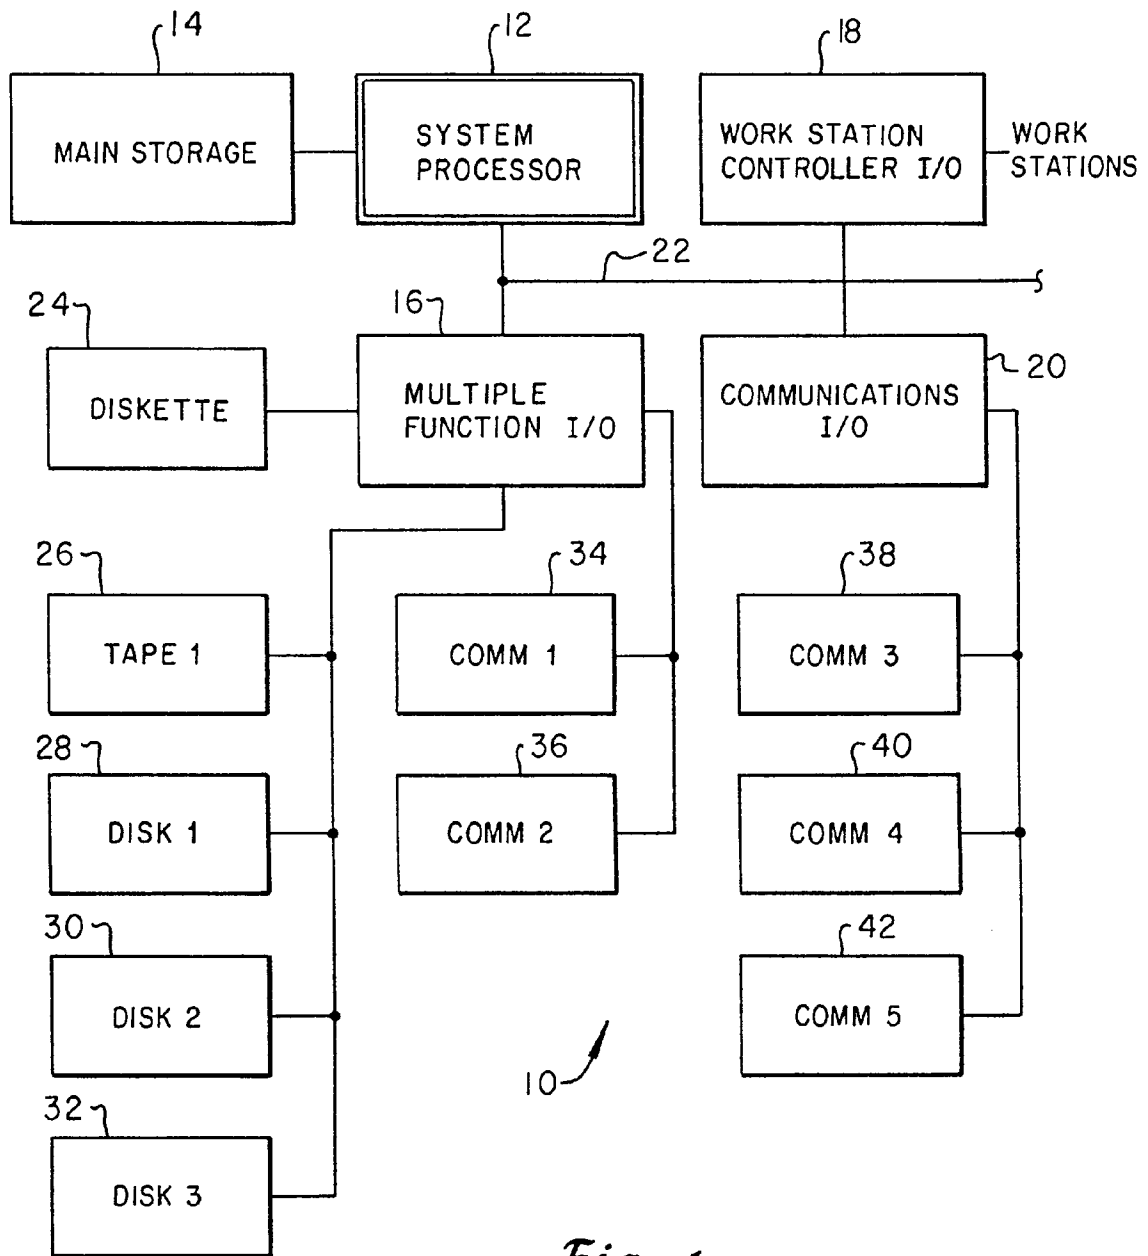 14
12
18
MAIN STORAGE
SYSTEM
PROCESSOR
WORK STATION
CONTROLLER I/O
WORK
STATIONS
22
24
16
20
DISKETTE
MULTIPLE
FUNCTION I/O
COMMUNICATIONS
I/O
26
34
38
TAPE 1
COMM 1
COMM 3
28
36
40
DISK 1
COMM 2
COMM 4
30
42
DISK 2
COMM 5
10
32
DISK 3